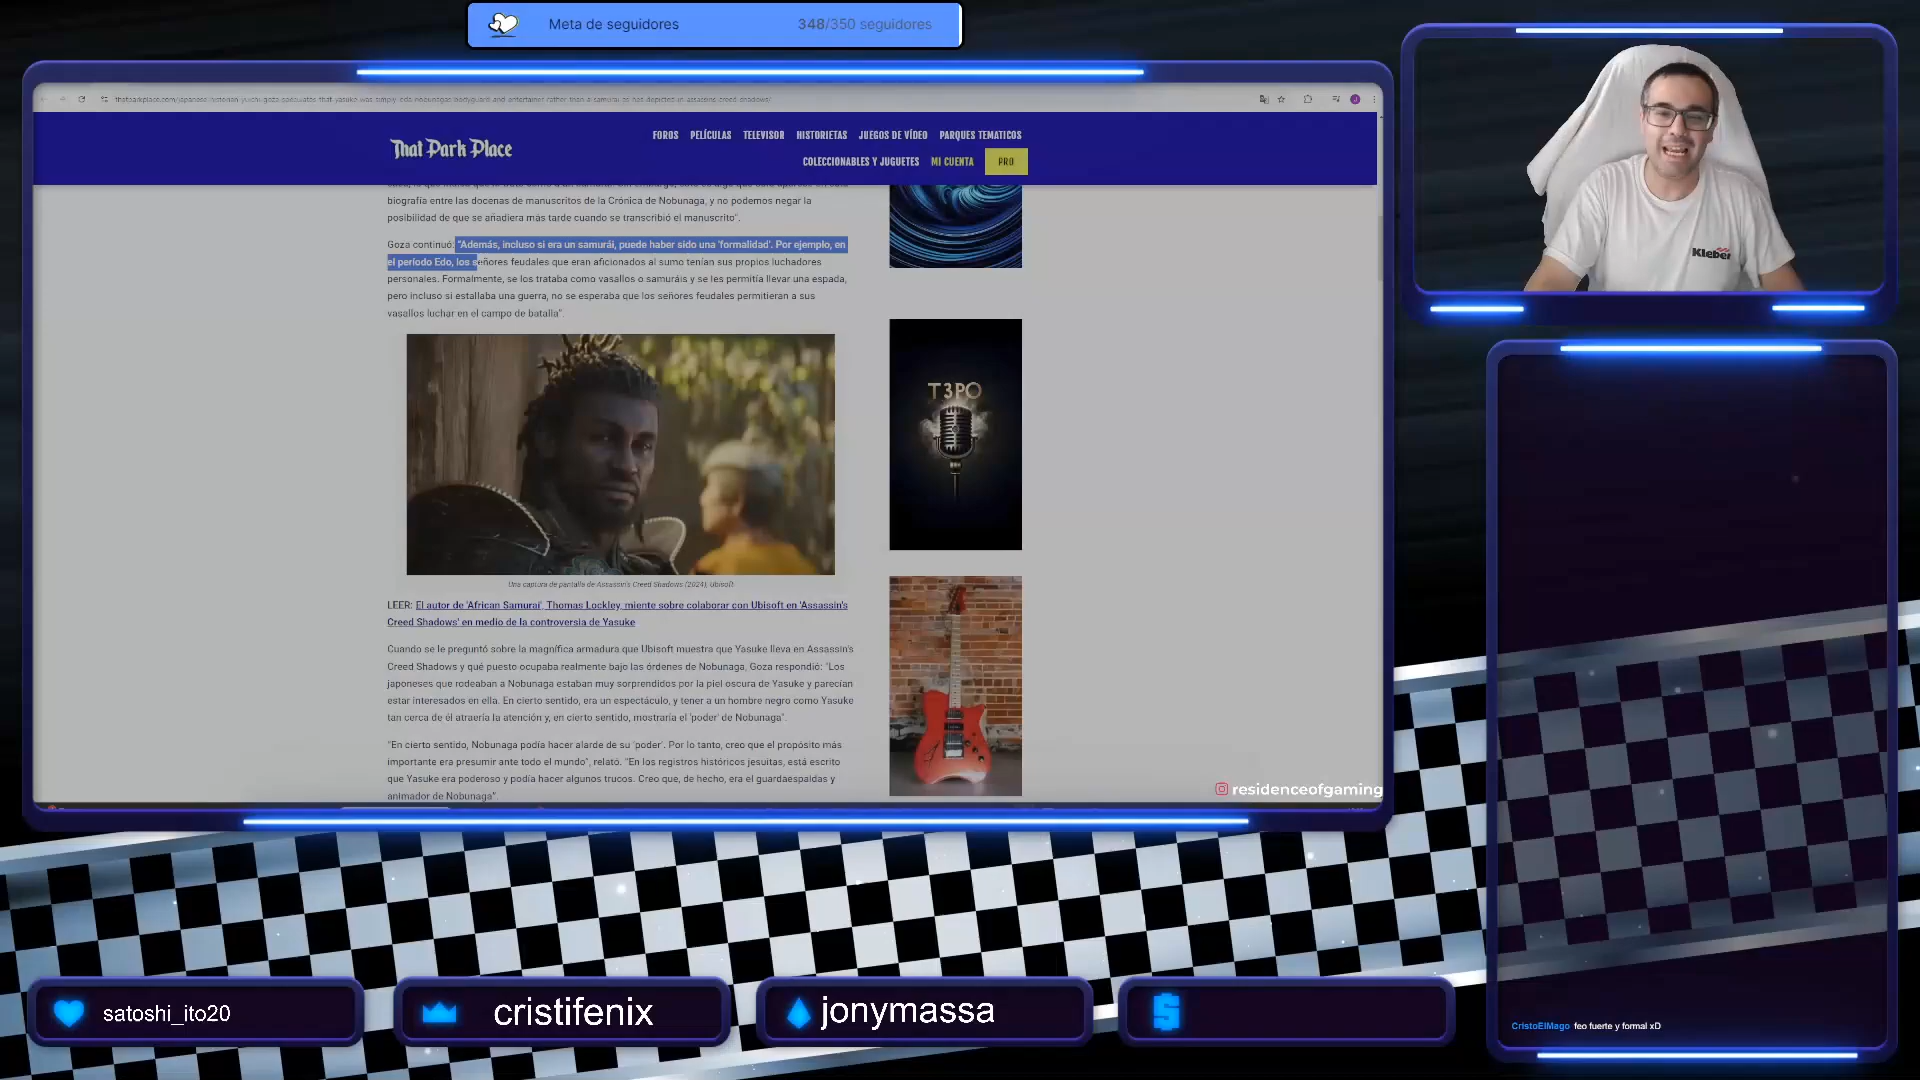 Meta de seguidores
348/350 seguidores
That Park Place
FOROS PELÍCULAS TELEVISOR HISTORIETAS JUEGOS DE VÍDEO PARQUES TEMATICOS
COLECCIONABLES Y JUGUETES MI CUENTA PRO
biografía entre las docenas de manuscritos de la Crónica de Nobunaga, y no podemos negar la
posibilidad de que se añadiera más tarde cuando se transcribió el manuscrito".
Goza continuó: "Además, incluso si era un samurái, puede haber sido una 'formalidad'. Por ejemplo, en
el período Edo, los señores feudales que eran aficionados al sumo tenían sus propios luchadores
personales. Formalmente, se los trataba como vasallos o samuráis y se les permitía llevar una espada,
pero incluso si estallaba una guerra, no se esperaba que los señores feudales permitieran a sus
vasallos luchar en el campo de batalla".
Una captura de pantalla de Assassin's Creed Shadows (2024), Ubisoft
LEER: El autor de 'African Samurai', Thomas Lockley, miente sobre colaborar con Ubisoft en 'Assassin's
Creed Shadows' en medio de la controversia de Yasuke
Cuando se le preguntó sobre la magnífica armadura que Ubisoft muestra que Yasuke lleva en Assassin's
Creed Shadows y qué puesto ocupaba realmente bajo las órdenes de Nobunaga, Goza respondió: "Los
japoneses que rodeaban a Nobunaga estaban muy sorprendidos por la piel oscura de Yasuke y parecían
estar interesados en ella. En cierto sentido, era un espectáculo, y tener a un hombre negro como Yasuke
tan cerca de él atraería la atención y, en cierto sentido, mostraría el 'poder' de Nobunaga".
"En cierto sentido, Nobunaga podía hacer alarde de su 'poder'. Por lo tanto, creo que el propósito más
importante era presumir ante todo el mundo", relató. "En los registros históricos jesuitas, está escrito
que Yasuke era poderoso y podía hacer algunos trucos. Creo que, de hecho, era el guardaespaldas y
animador de Nobunaga".
T3PO
Kleber
residenceofgaming
satoshi_ito20
cristifenix
jonymassa
CristoElMago feo fuerte y formal xD